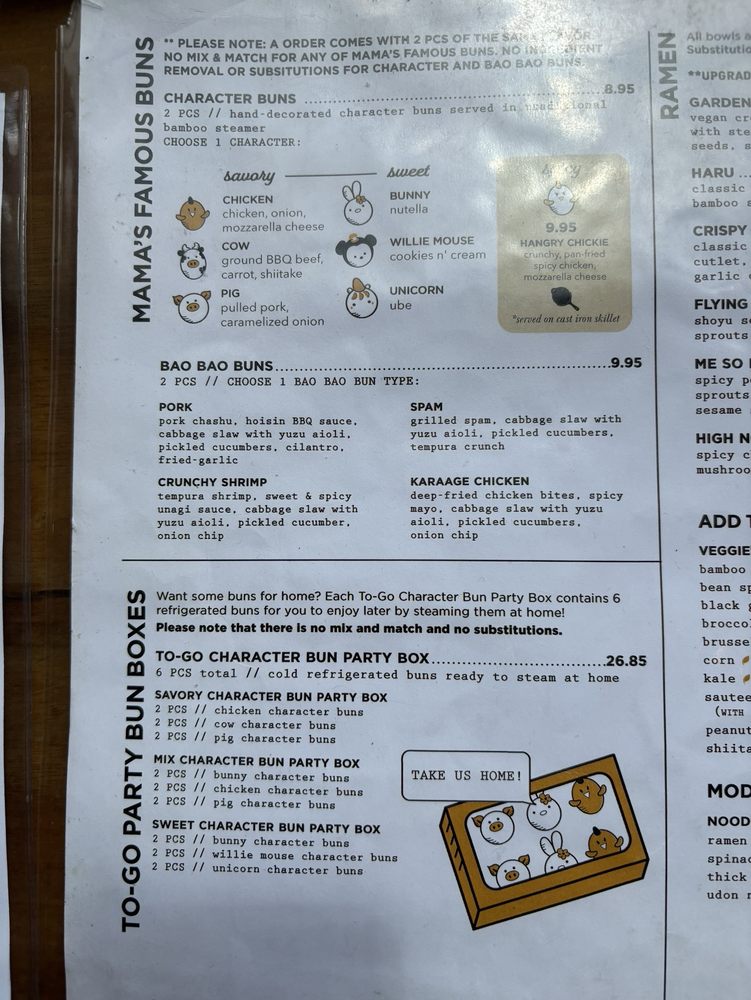 MAMA'S FAMOUS BUNS
** PLEASE NOTE: A ORDER COMES WITH 2 PCS OF THE SAME FLAVOR.
NO MIX & MATCH FOR ANY OF MAMA'S FAMOUS BUNS. NO INGREDIENT
REMOVAL OR SUBSITUTIONS FOR CHARACTER AND BAO BAO BUNS.
CHARACTER BUNS ........................................8.95
2 PCS // hand-decorated character buns served in traditional
bamboo steamer
CHOOSE 1 CHARACTER:
savory
CHICKEN
chicken, onion,
mozzarella cheese
COW
ground BBQ beef,
carrot, shiitake
PIG
pulled pork,
caramelized onion
sweet
BUNNY
nutella
WILLIE MOUSE
cookies n' cream
UNICORN
ube
9.95
HANGRY CHICKIE
crunchy, pan-fried
spicy chicken,
mozzarella cheese
*served on cast iron skillet
BAO BAO BUNS..................................................9.95
2 PCS // CHOOSE 1 BAO BAO BUN TYPE:
PORK
pork chashu, hoisin BBQ sauce,
cabbage slaw with yuzu aioli,
pickled cucumbers, cilantro,
fried-garlic
SPAM
grilled spam, cabbage slaw with
yuzu aioli, pickled cucumbers,
tempura crunch
CRUNCHY SHRIMP
tempura shrimp, sweet & spicy
unagi sauce, cabbage slaw with
yuzu aioli, pickled cucumber,
onion chip
KARAAGE CHICKEN
deep-fried chicken bites, spicy
mayo, cabbage slaw with yuzu
aioli, pickled cucumbers,
onion chip
TO-GO PARTY BUN BOXES
Want some buns for home? Each To-Go Character Bun Party Box contains 6
refrigerated buns for you to enjoy later by steaming them at home!
Please note that there is no mix and match and no substitutions.
TO-GO CHARACTER BUN PARTY BOX..........................26.85
6 PCS total // cold refrigerated buns ready to steam at home
SAVORY CHARACTER BUN PARTY BOX
2 PCS // chicken character buns
2 PCS // cow character buns
2 PCS // pig character buns
MIX CHARACTER BUN PARTY BOX
2 PCS // bunny character buns
2 PCS // chicken character buns
2 PCS // pig character buns
SWEET CHARACTER BUN PARTY BOX
2 PCS // bunny character buns
2 PCS // willie mouse character buns
2 PCS // unicorn character buns
TAKE US HOME!
RAMEN
All bowls
**UPGRAD
GARDEN
vegan
with
seeds,
HARU ...
classic
bamboo
CRISPY
classic
cutlet,
garlic
FLYING
shoyu
sprouts
ME SO
spicy
sprouts
sesame
HIGH
spicy
mushroo
ADD
VEGGIE
bamboo
bean
black
brocco
brusse
corn
kale
sautee
(WITH
peanut
shiita
MOD
NOOD
ramen
spinac
thick
udon